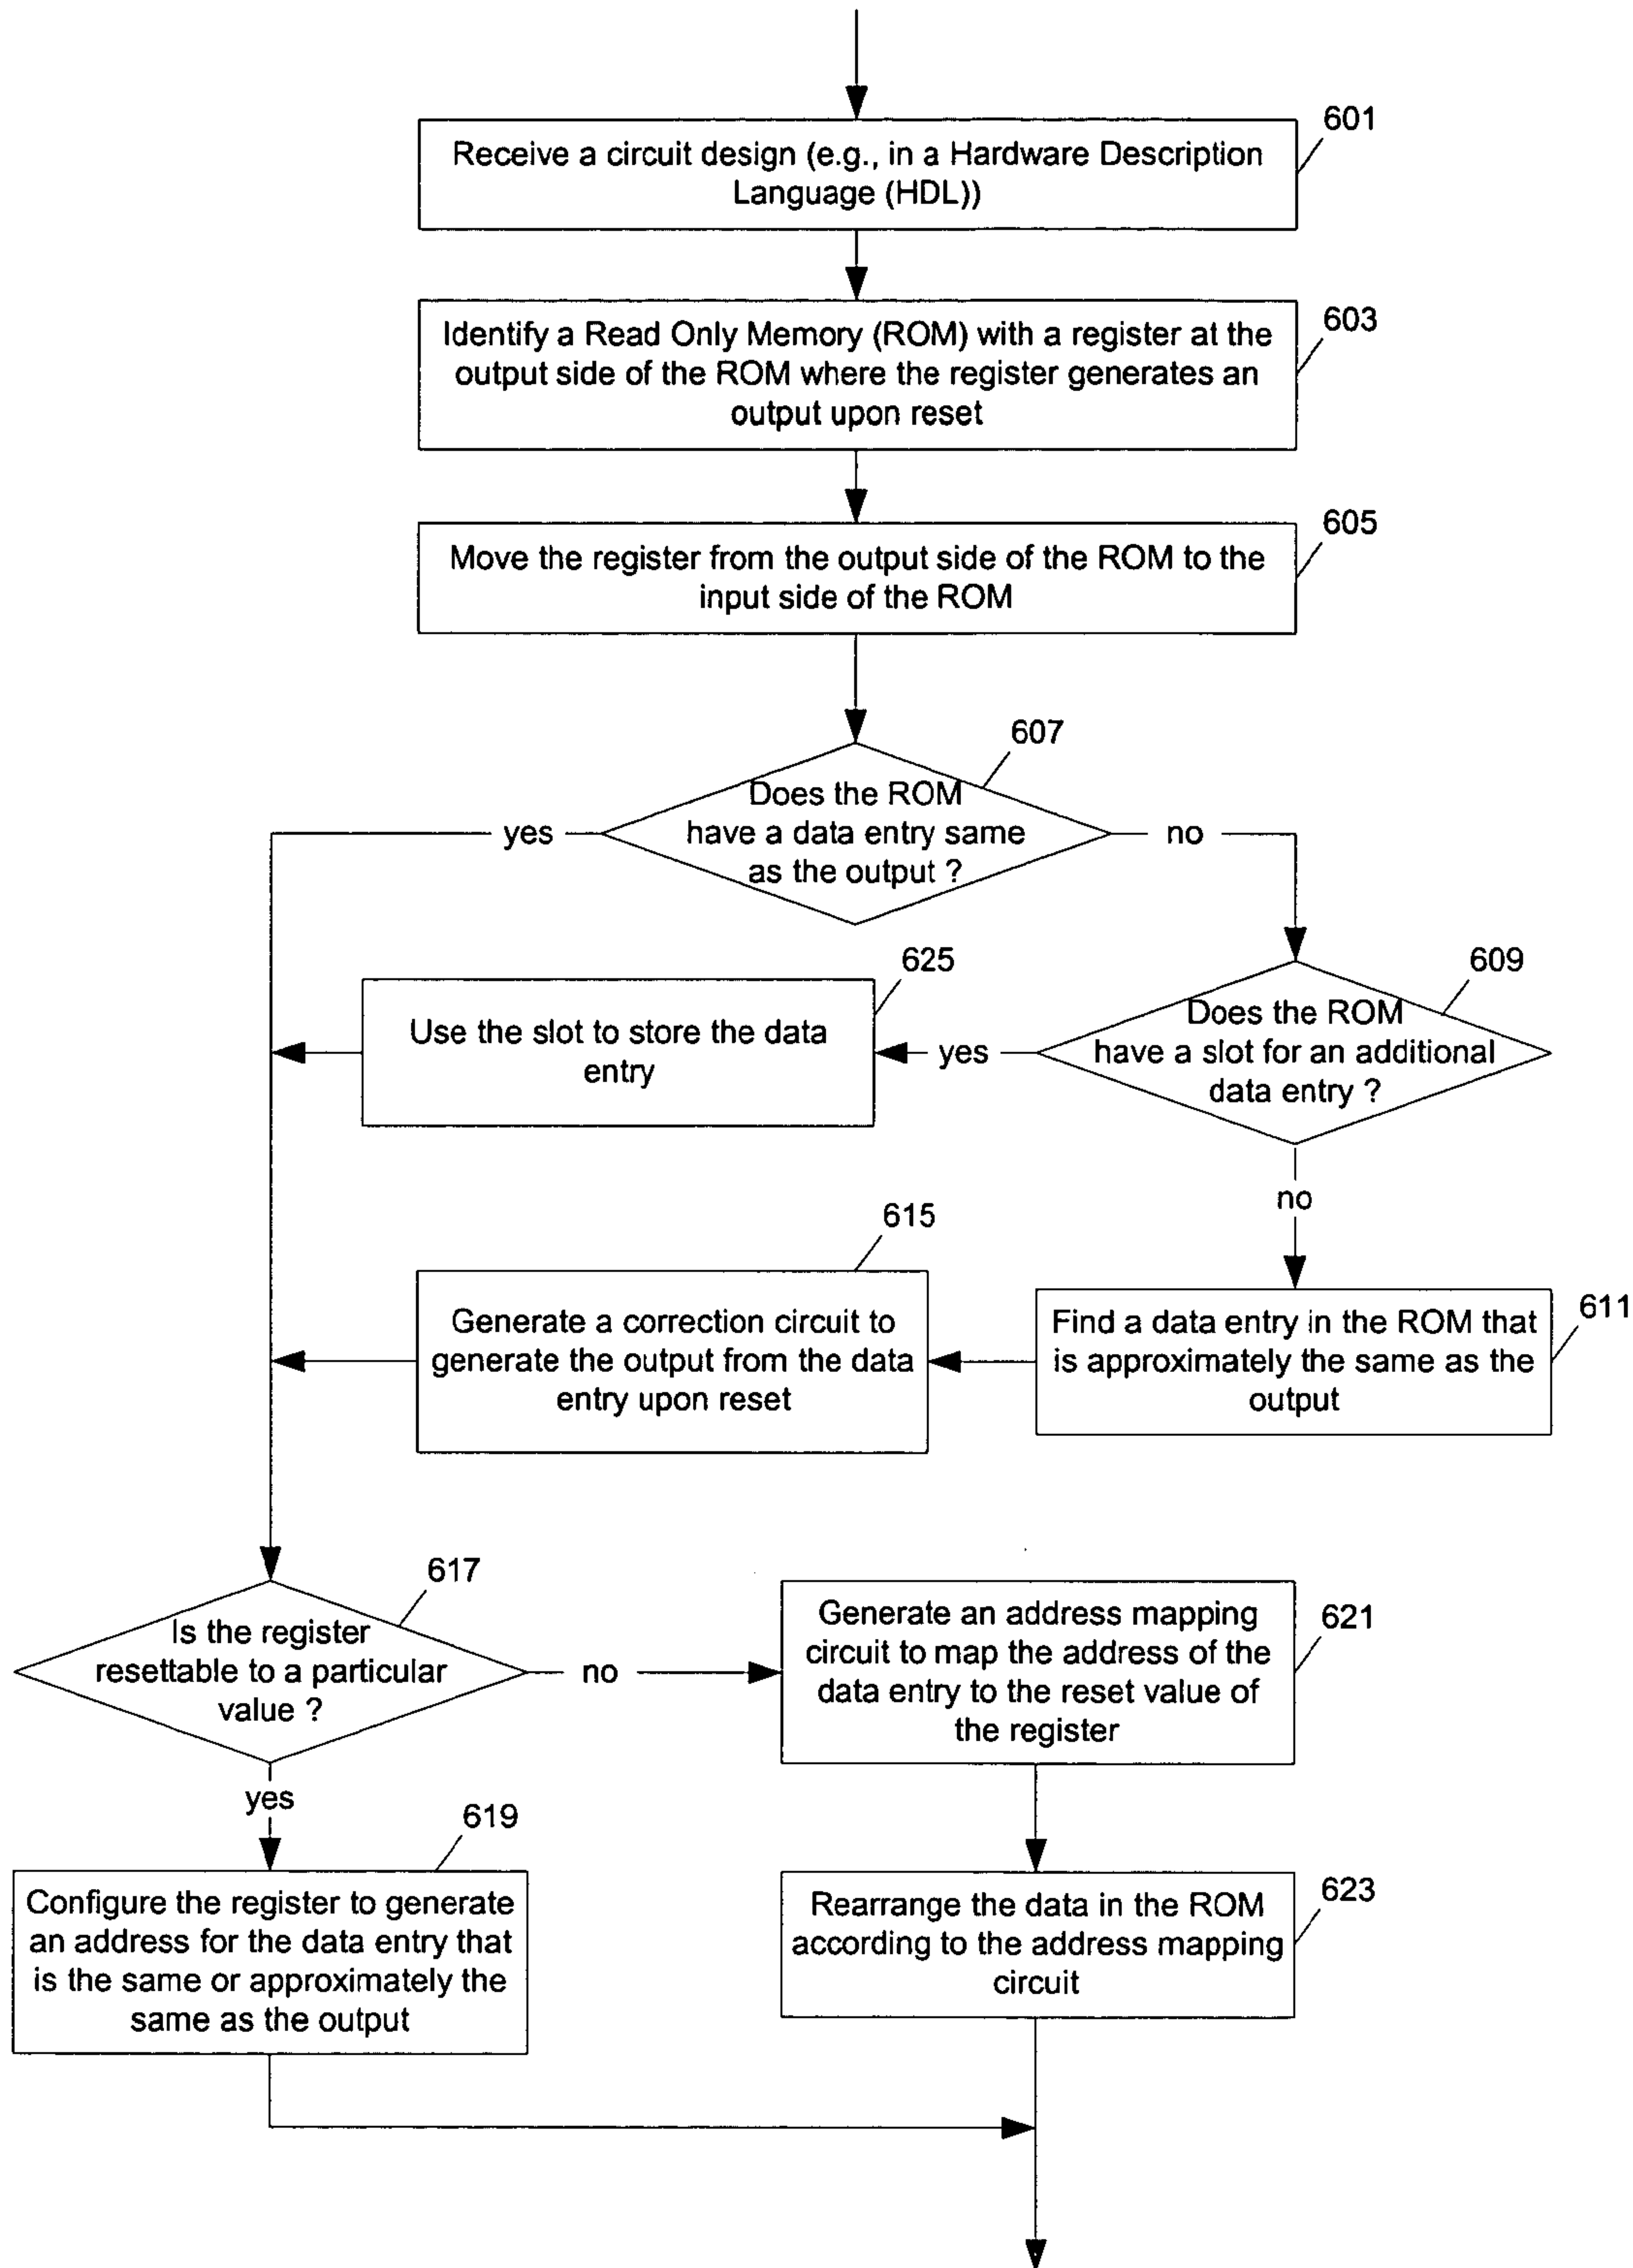 601
Receive a circuit design (e.g., in a Hardware Description
Language (HDL))
603
Identify a Read Only Memory (ROM) with a register at the
output side of the ROM where the register generates an
output upon reset
605
Move the register from the output side of the ROM to the
input side of the ROM
607
Does the ROM
have a data entry same
as the output ?
yes
no
625
Use the slot to store the data
entry
609
Does the ROM
have a slot for an additional
data entry ?
yes
no
615
Generate a correction circuit to
generate the output from the data
entry upon reset
611
Find a data entry in the ROM that
is approximately the same as the
output
617
Is the register
resettable to a particular
value ?
no
yes
621
Generate an address mapping
circuit to map the address of the
data entry to the reset value of
the register
619
Configure the register to generate
an address for the data entry that
is the same or approximately the
same as the output
623
Rearrange the data in the ROM
according to the address mapping
circuit